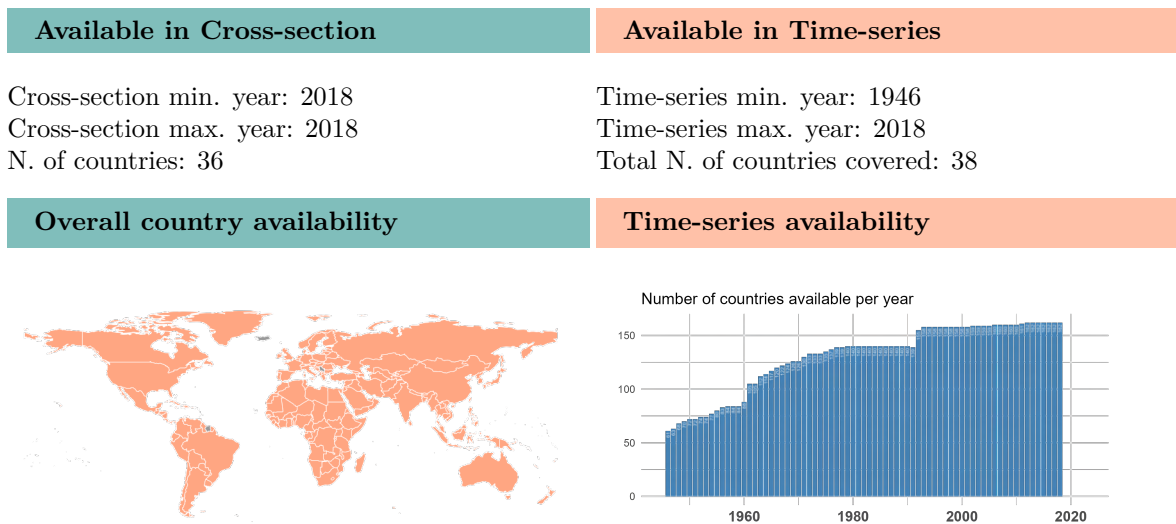 Available in Cross-section
Available in Time-series
Cross-section min. year: 2018
Cross-section max. year: 2018
N. of countries: 36
Time-series min. year: 1946
Time-series max. year: 2018
Total N. of countries covered: 38
Overall country availability
Time-series availability
Number of countries available per year
150
100
50
0
1960 1980 2000 2020